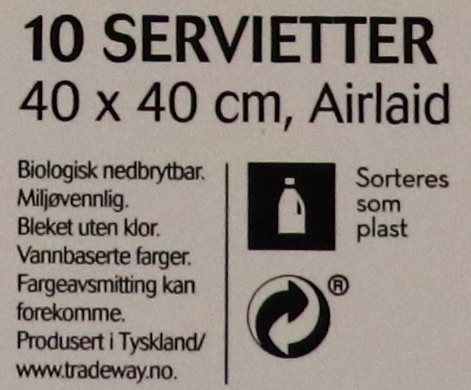 10 SERVIETTER
40 x 40 cm, Airlaid
Biologisk nedbrytbar.
Miljøvennlig.
Bleket uten klor.
Vannbaserte farger.
Fargeavsmitting kan
forekomme.
Produsert i Tyskland/
www.tradeway.no.
Sorteres
som
plast
®